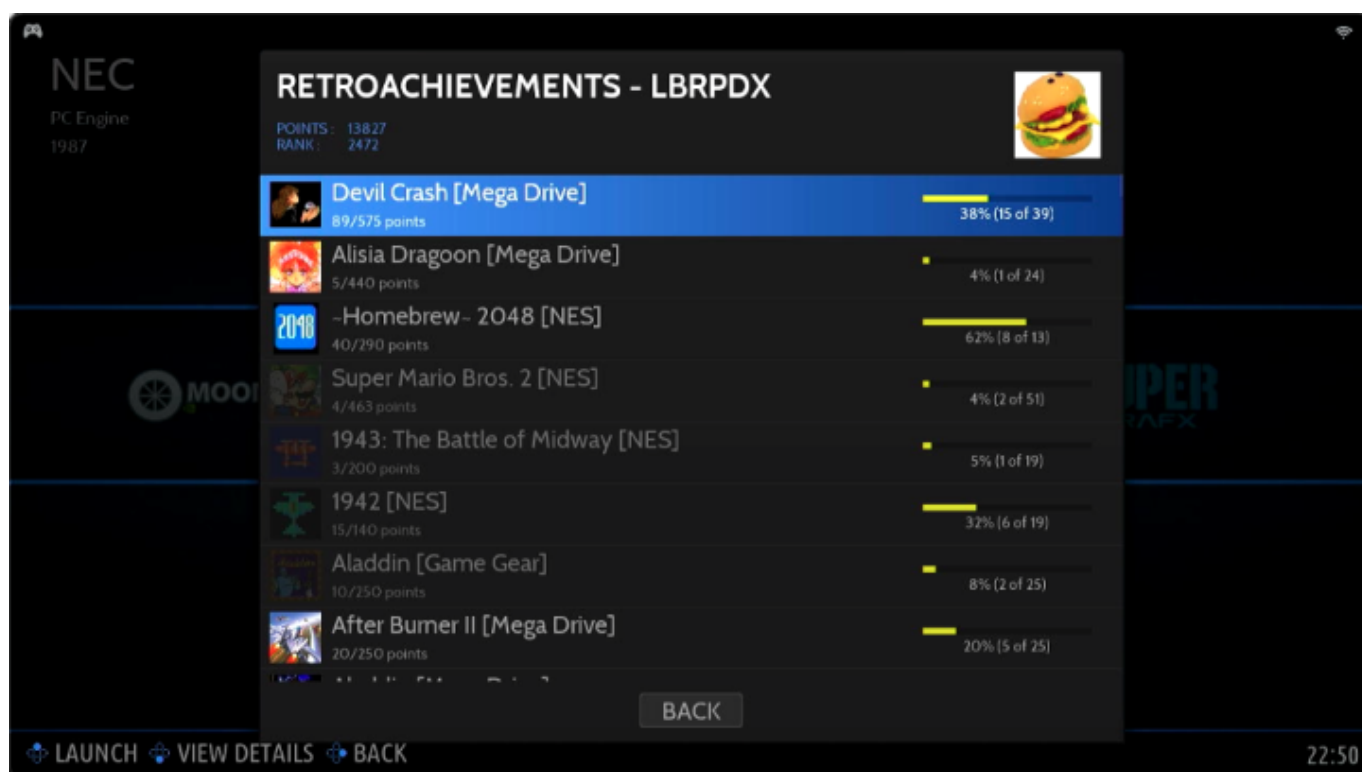 NEC
PC Engine
1987
RETROACHIEVEMENTS - LBRPDX
POINTS : 13827
RANK : 2472
Devil Crash [Mega Drive]
89/575 points
38% (15 of 39)
Alisia Dragoon [Mega Drive]
5/440 points
4% (1 of 24)
2048
~Homebrew~ 2048 [NES]
40/290 points
62% (8 of 13)
Super Mario Bros. 2 [NES]
4/463 points
4% (2 of 51)
MOO
1943: The Battle of Midway [NES]
3/200 points
5% (1 of 19)
1942 [NES]
15/140 points
32% (6 of 19)
Aladdin [Game Gear]
10/250 points
8% (2 of 25)
After Burner II [Mega Drive]
20/250 points
20% (5 of 25)
BACK
LAUNCH VIEW DETAILS BACK
22:50